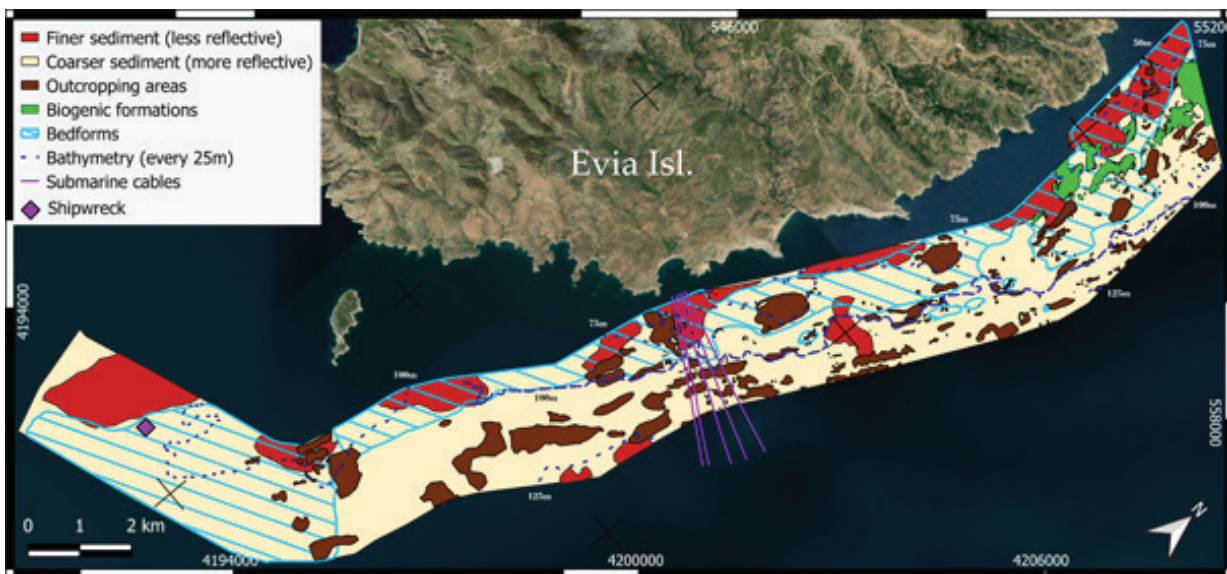 Finer sediment (less reflective)
Coarser sediment (more reflective)
Outcropping areas
Biogenic formations
Bedforms
Bathymetry (every 25m)
Submarine cables
Shipwreck
546000
552000
50m
75m
Evia Isl.
100m
75m
125m
4194000
75m
100m
100m
558000
125m
0 1 2 km
N
4194000
4200000
4206000